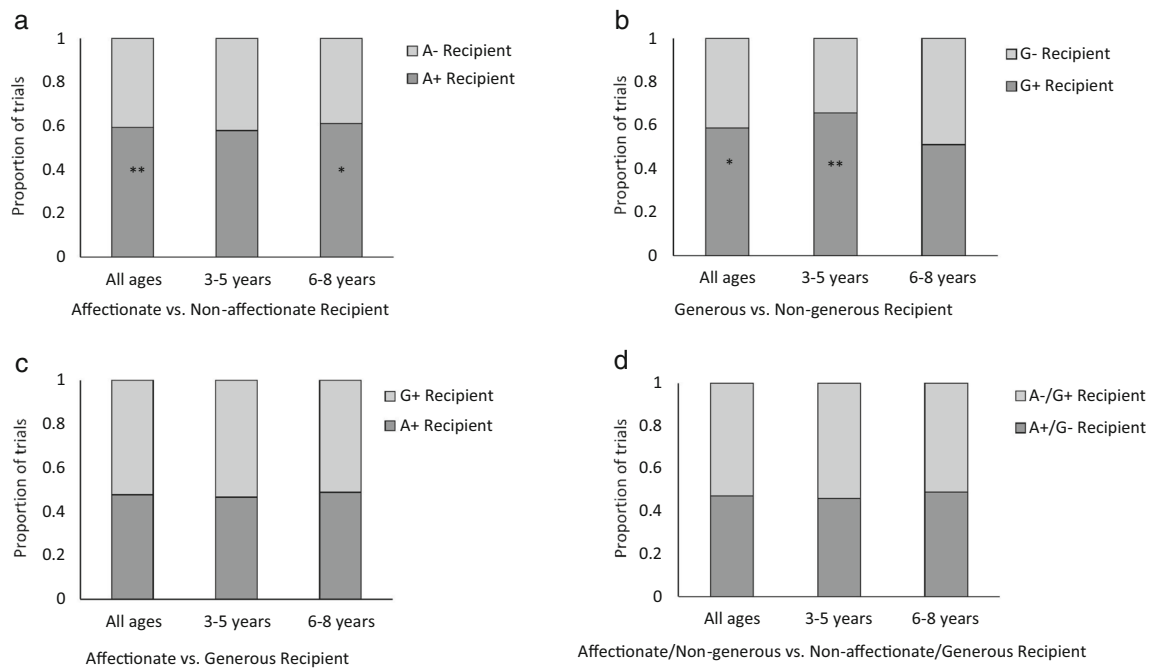 a
1
0.8
0.6
0.4
0.2
0
Proportion of trials
A- Recipient
A+ Recipient
**
*
All ages 3-5 years 6-8 years
Affectionate vs. Non-affectionate Recipient
b
1
0.8
0.6
0.4
0.2
0
Proportion of trials
G- Recipient
G+ Recipient
*
**
All ages 3-5 years 6-8 years
Generous vs. Non-generous Recipient
c
1
0.8
0.6
0.4
0.2
0
Proportion of trials
G+ Recipient
A+ Recipient
All ages 3-5 years 6-8 years
Affectionate vs. Generous Recipient
d
1
0.8
0.6
0.4
0.2
0
Proportion of trials
A-/G+ Recipient
A+/G- Recipient
All ages 3-5 years 6-8 years
Affectionate/Non-generous vs. Non-affectionate/Generous Recipient